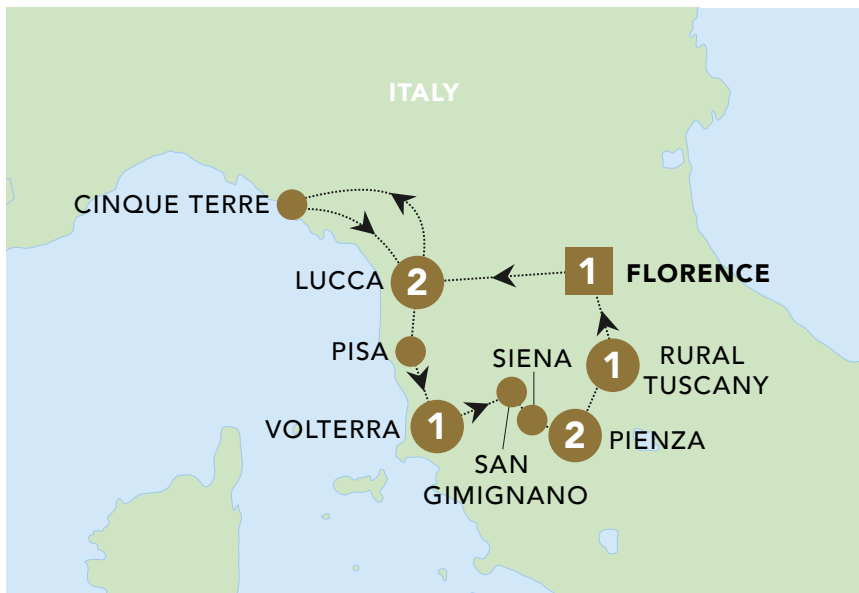 ITALY
CINQUE TERRE
LUCCA
2
1
FLORENCE
PISA
SIENA
1
RURAL
TUSCANY
VOLTERRA
1
2
PIENZA
SAN
GIMIGNANO